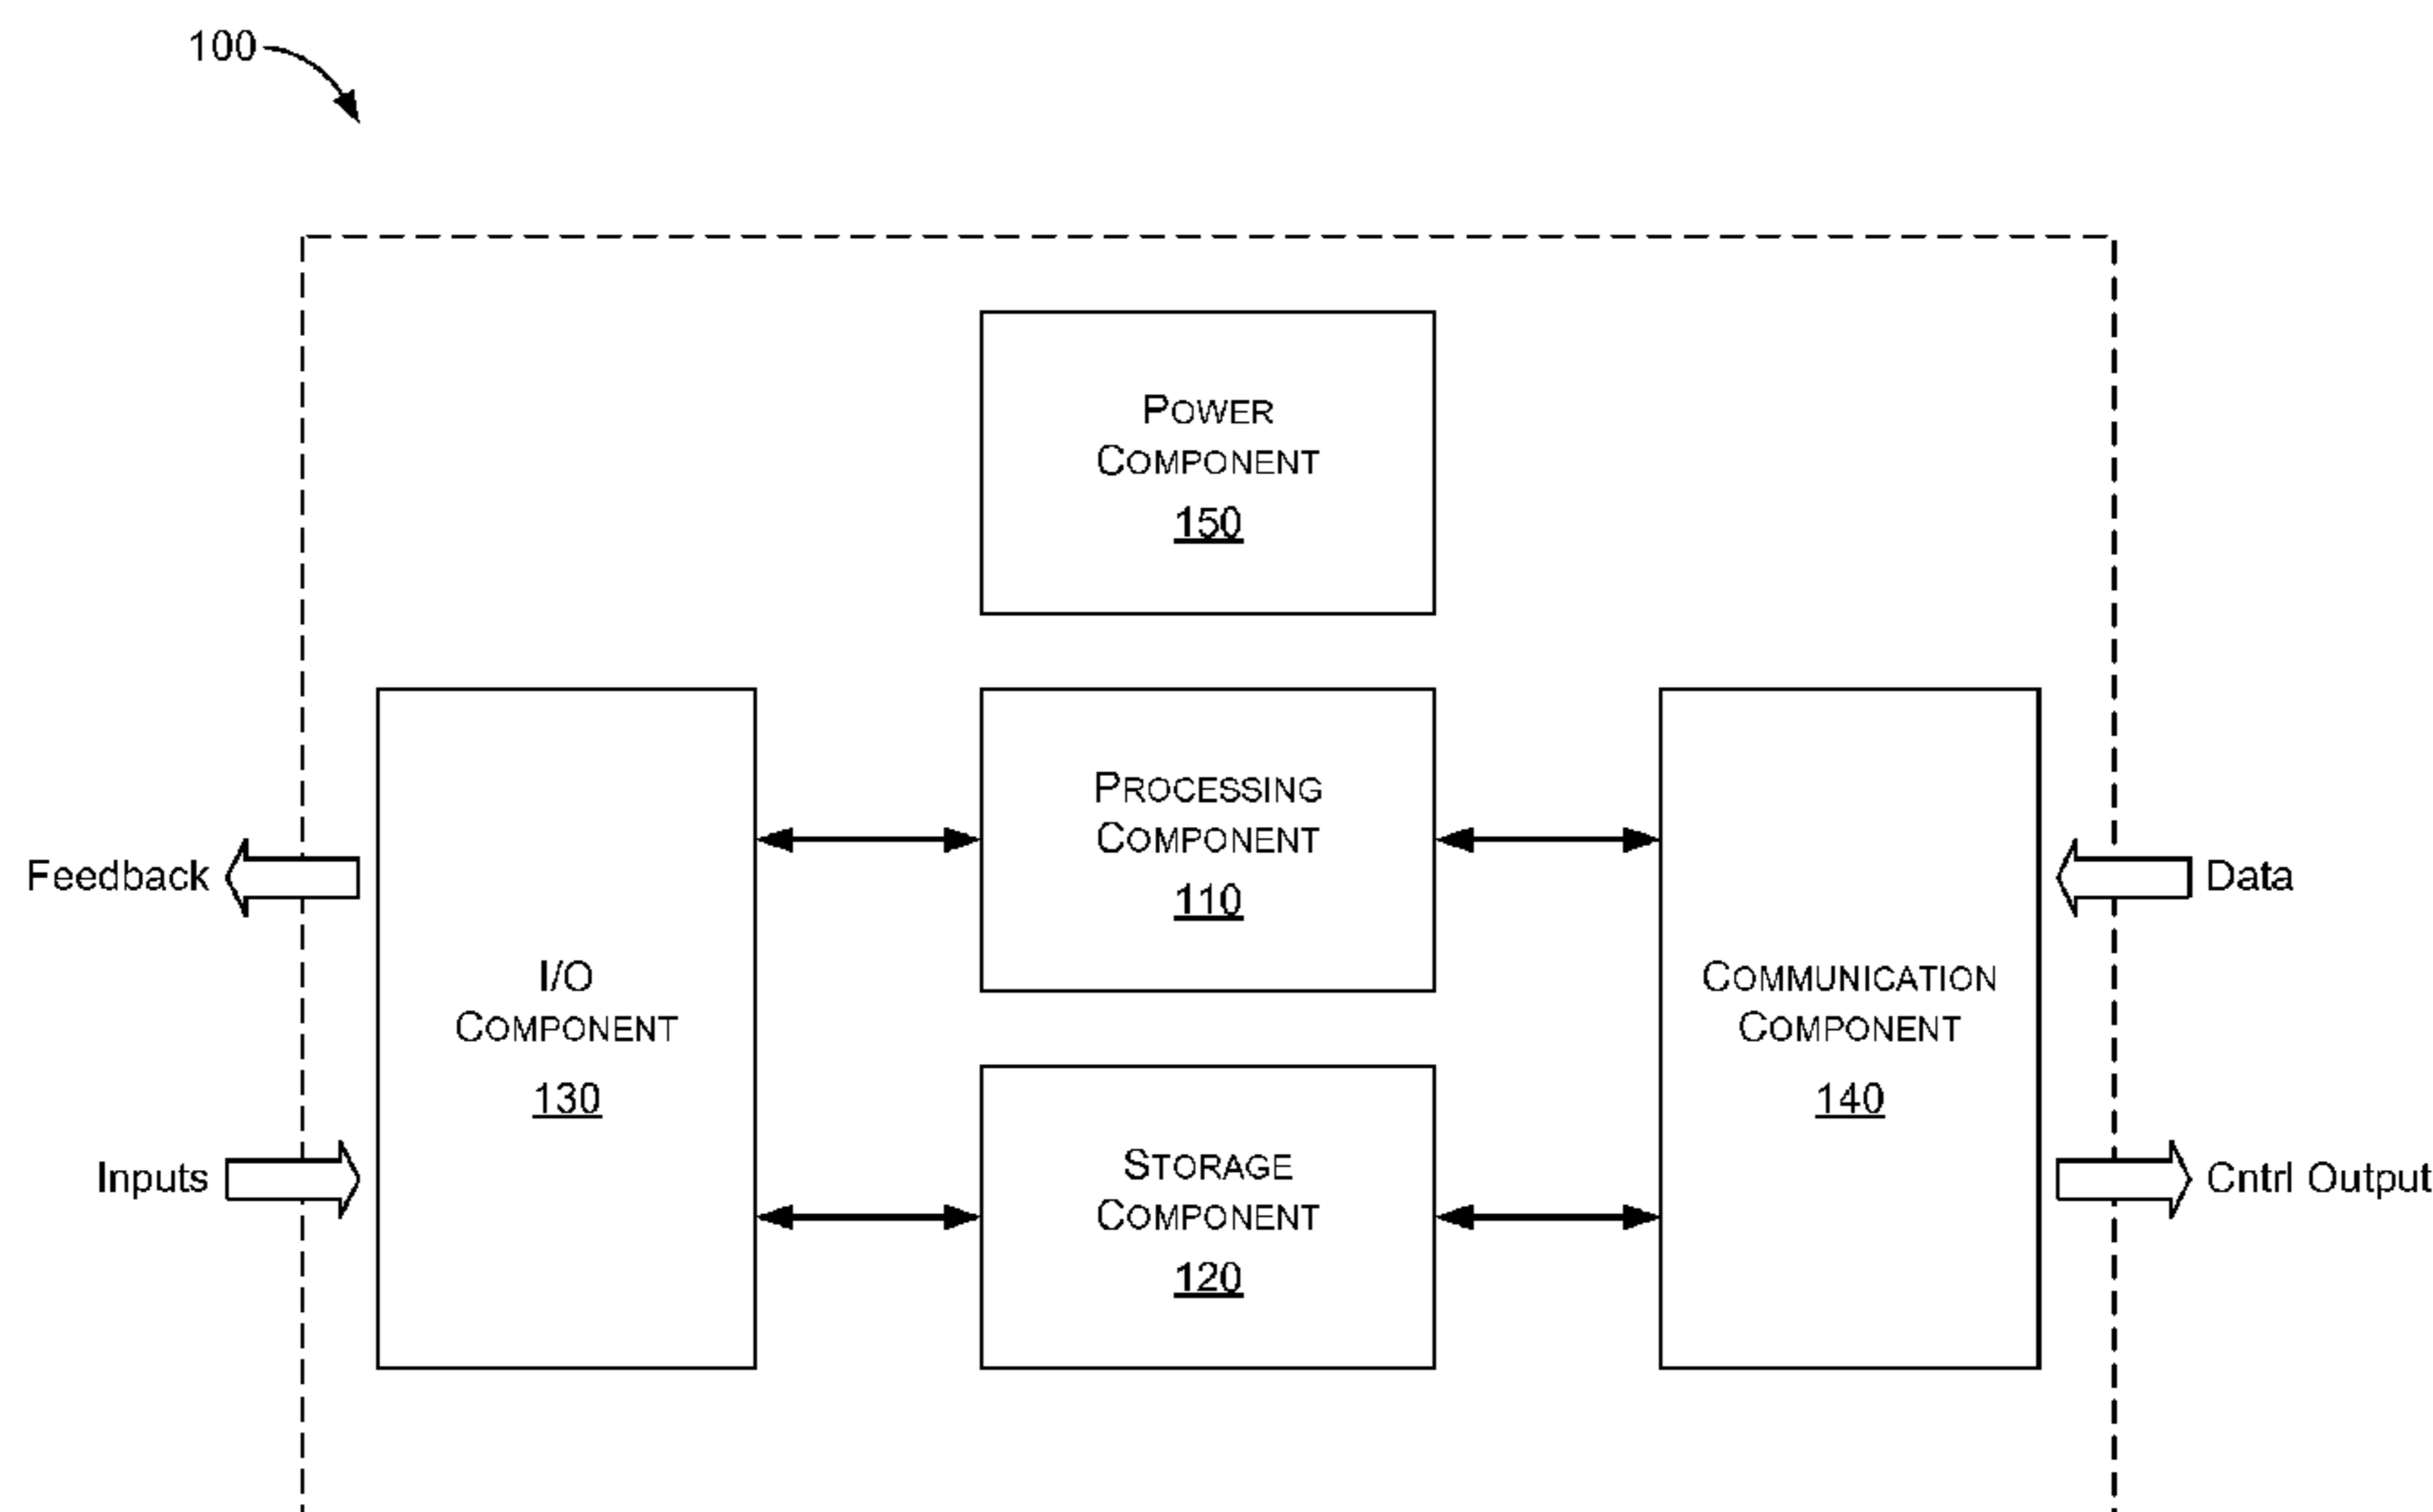 100
POWER
COMPONENT
150
PROCESSING
COMPONENT
110
Feedback
Data
I/O
COMPONENT
130
COMMUNICATION
COMPONENT
140
Inputs
STORAGE
COMPONENT
120
Cntrl Output